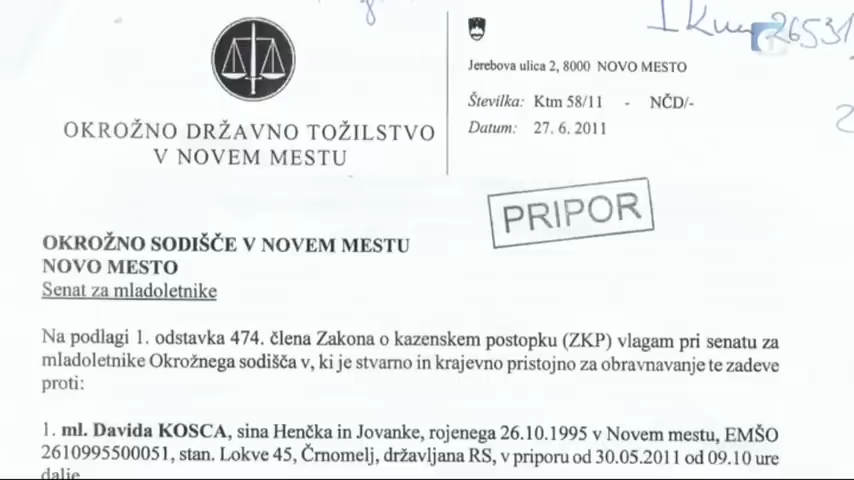 I Kum 26531
OKROŽNO DRŽAVNO TOŽILSTVO
V NOVEM MESTU
Jerebova ulica 2, 8000 NOVO MESTO
Številka: Ktm 58/11 - NČD/-
Datum: 27. 6. 2011
PRIPOR
OKROŽNO SODIŠČE V NOVEM MESTU
NOVO MESTO
Senat za mladoletnike
Na podlagi 1. odstavka 474. člena Zakona o kazenskem postopku (ZKP) vlagam pri senatu za
mladoletnike Okrožnega sodišča v, ki je stvarno in krajevno pristojno za obravnavanje te zadeve
proti:
1. ml. Davida KOSCA, sina Henčka in Jovanke, rojenega 26.10.1995 v Novem mestu, EMŠO
2610995500051, stan. Lokve 45, Črnomelj, državljana RS, v priporu od 30.05.2011 od 09.10 ure
dalje